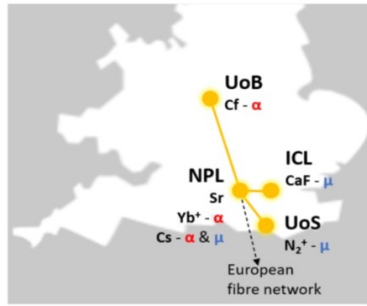 UoB
Cf - α
ICL
CaF - μ
NPL
Sr
Yb⁺ - α
Cs - α & μ
UoS
N₂⁺ - μ
European
fibre network